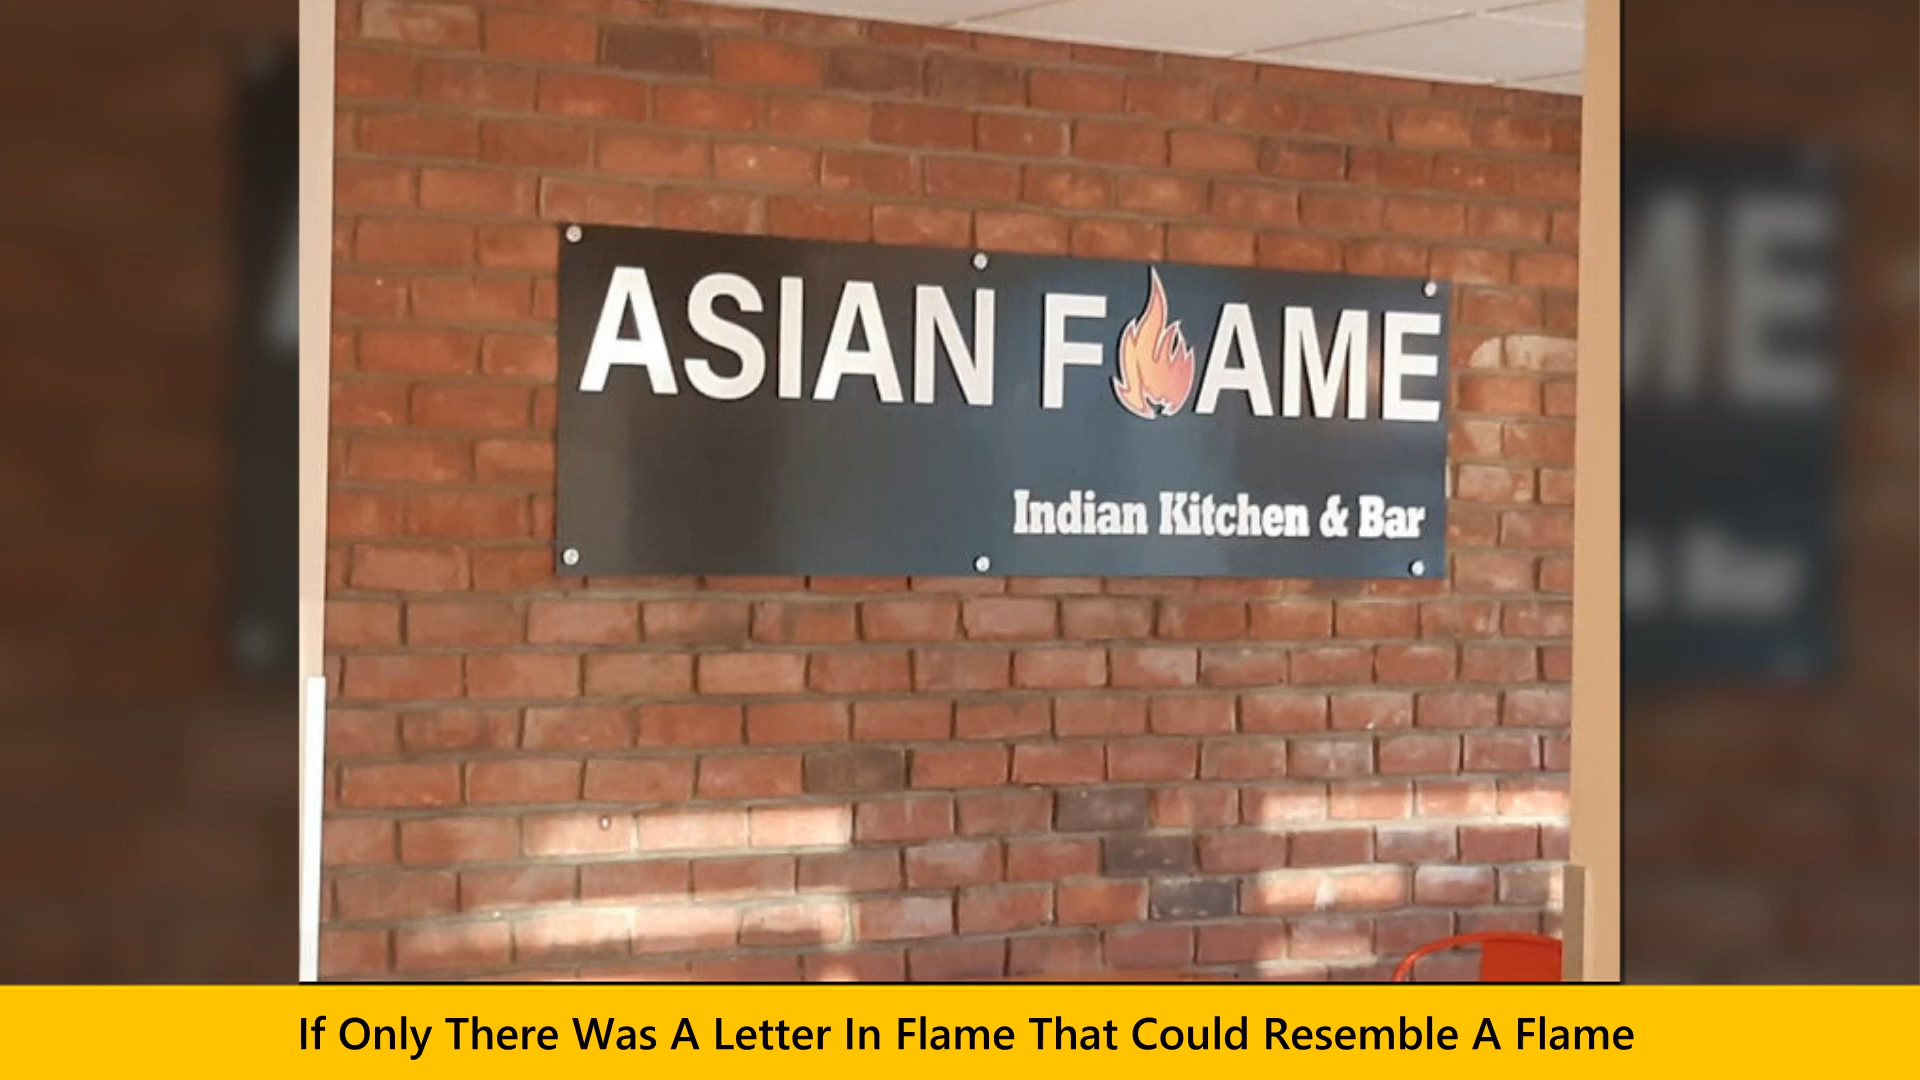 ASIAN F AME
Indian Kitchen & Bar
If Only There Was A Letter In Flame That Could Resemble A Flame